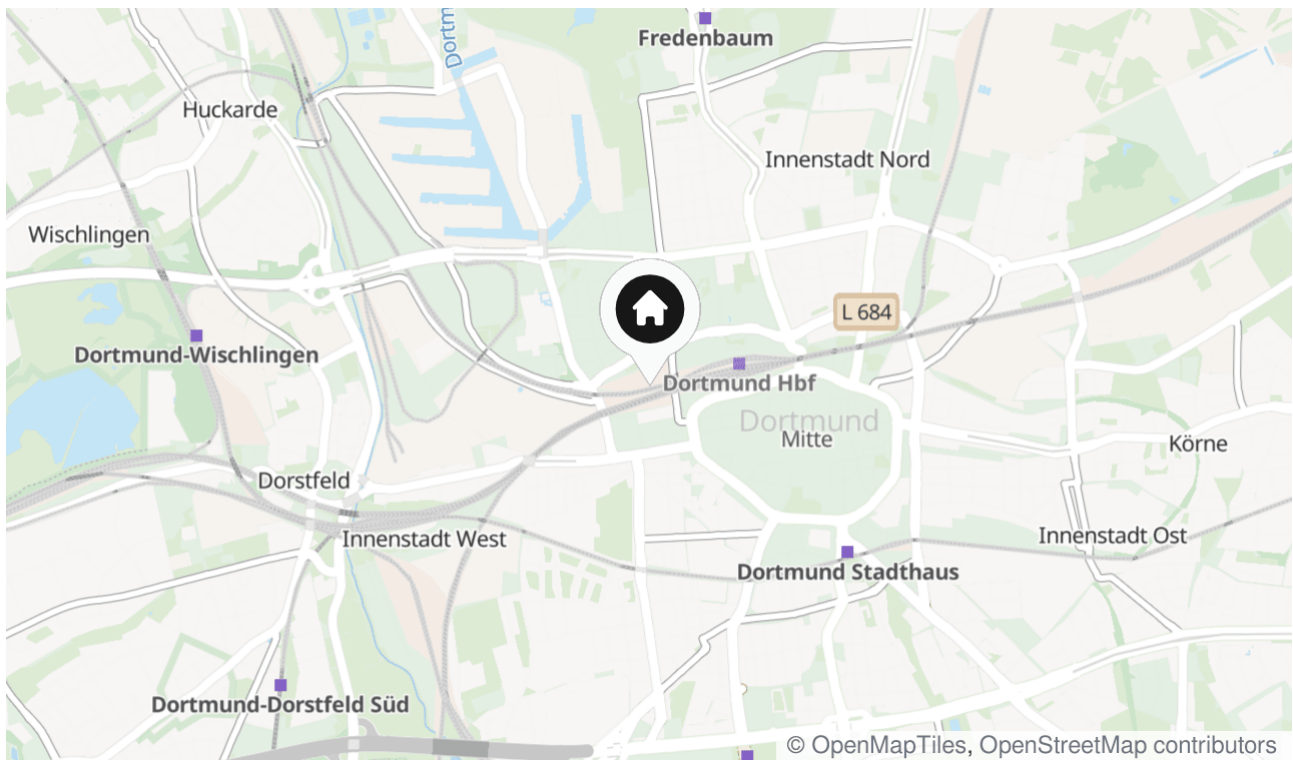 Dortm
Fredenbaum
Huckarde
Innenstadt Nord
Wischlingen
L 684
Dortmund-Wischlingen
Dortmund Hbf
Dortmund
Mitte
Körne
Dorstfeld
Innenstadt West
Innenstadt Ost
Dortmund Stadthaus
Dortmund-Dorstfeld Süd
© OpenMapTiles, OpenStreetMap contributors